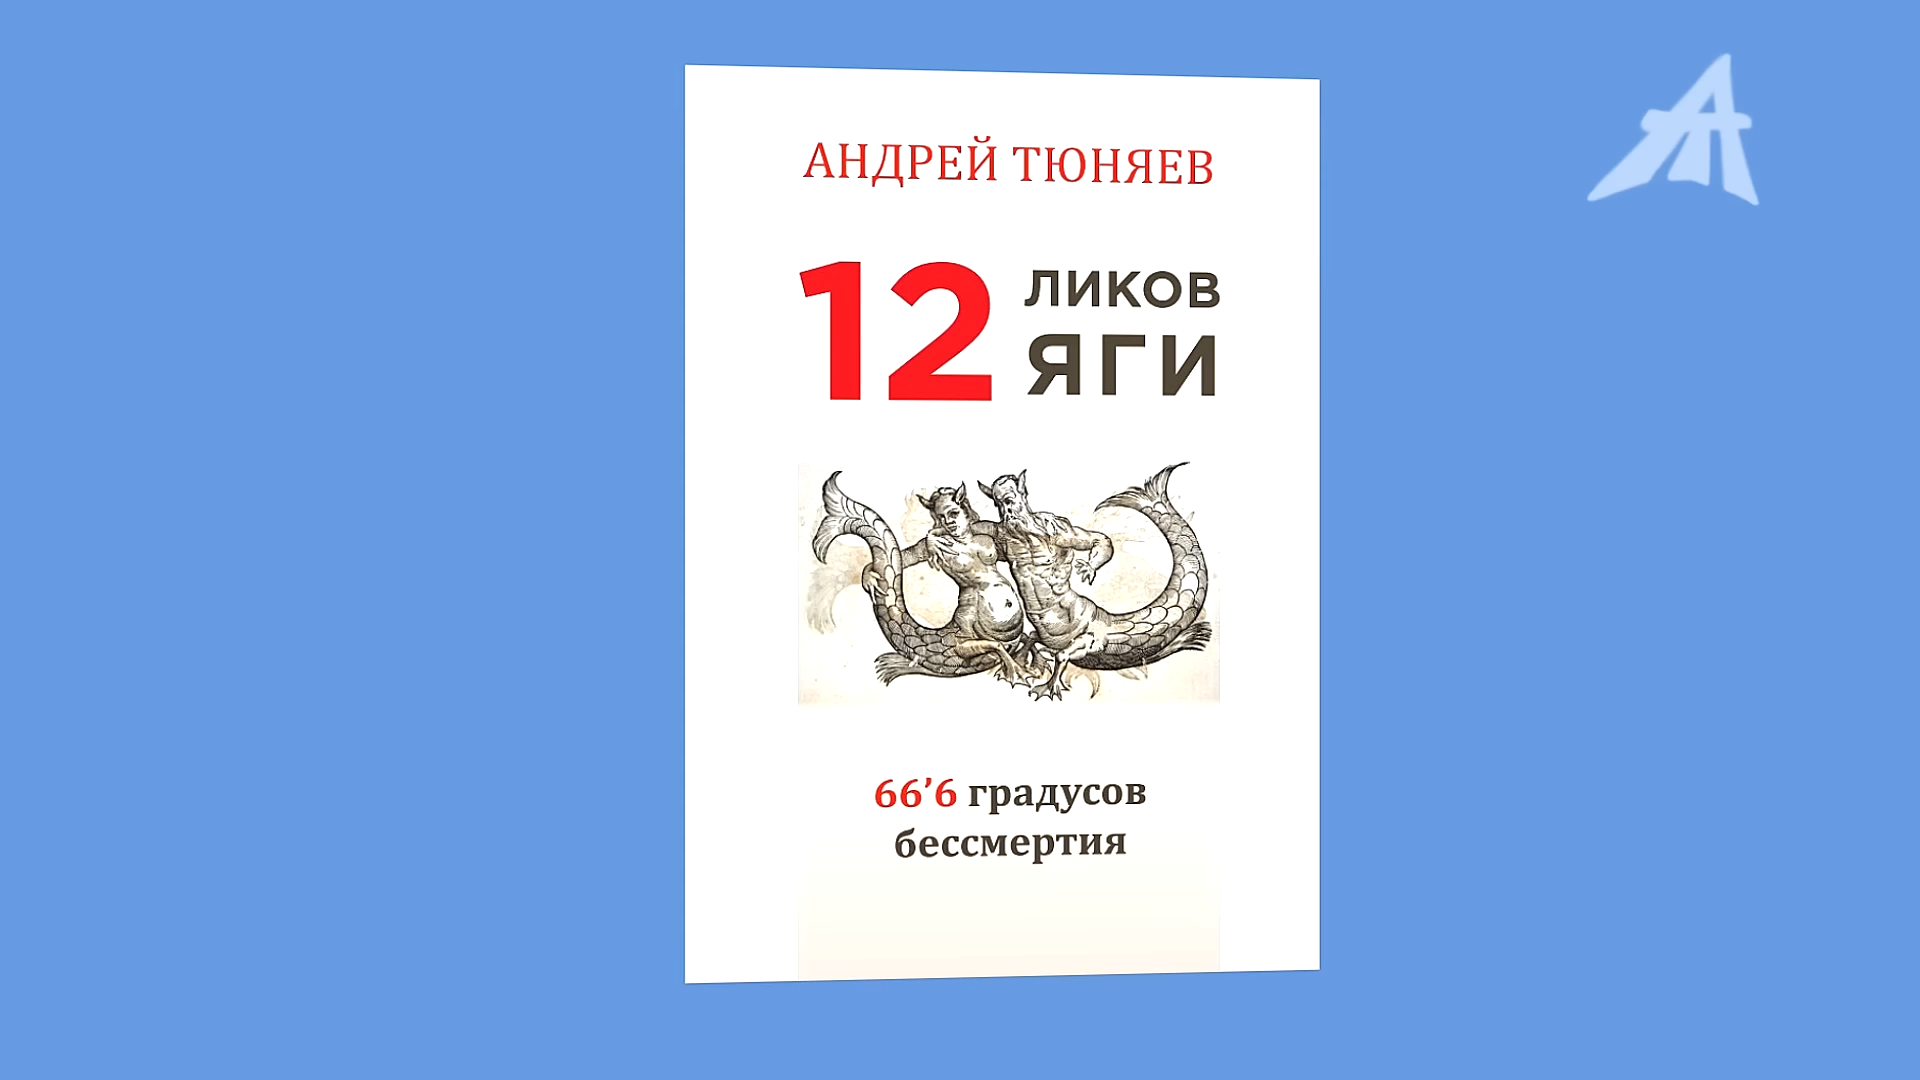 АНДРЕЙ ТЮНЯЕВ
12 ЛИКОВ
ЯГИ
66’6 градусов
бессмертия